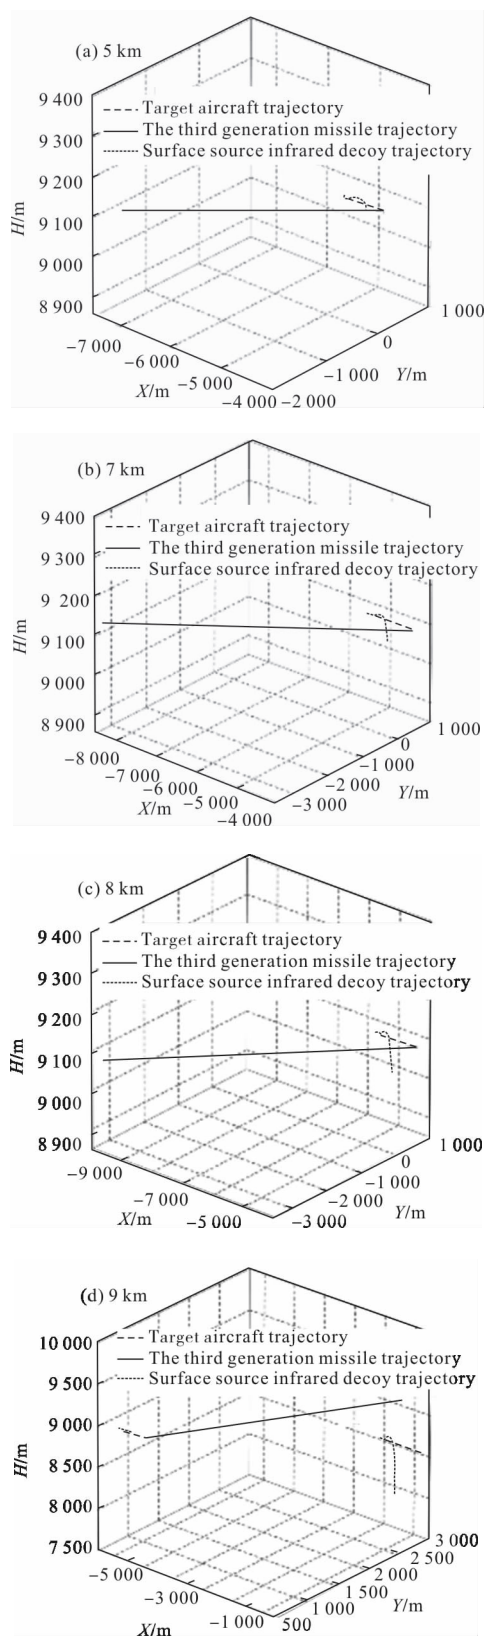 (a) 5 km
9 400
Target aircraft trajectory
9 300
The third generation missile trajectory
Surface source infrared decoy trajectory
9 200
9 100
H/m
9 000
8 900
1 000
−7 000
0
−6 000
−1 000
Y/m
−5 000
X/m
−4 000
−2 000
(b) 7 km
9 400
Target aircraft trajectory
9 300
The third generation missile trajectory
Surface source infrared decoy trajectory
9 200
9 100
H/m
9 000
8 900
1 000
0
−8 000
−1 000
−7 000
−2 000
Y/m
−6 000
X/m
−5 000
−3 000
−4 000
(c) 8 km
9 400
Target aircraft trajectory
The third generation missile trajectory
9 300
Surface source infrared decoy trajectory
9 200
9 100
H/m
9 000
8 900
1 000
0
−9 000
−1 000
−7 000
−2 000
Y/m
X/m
−5 000
−3 000
(d) 9 km
10 000
Target aircraft trajectory
The third generation missile trajectory
9 500
Surface source infrared decoy trajectory
9 000
H/m
8 500
8 000
7 500
3 000
2 500
−5 000
2 000
−3 000
1 500
Y/m
1 000
X/m
−1 000
500